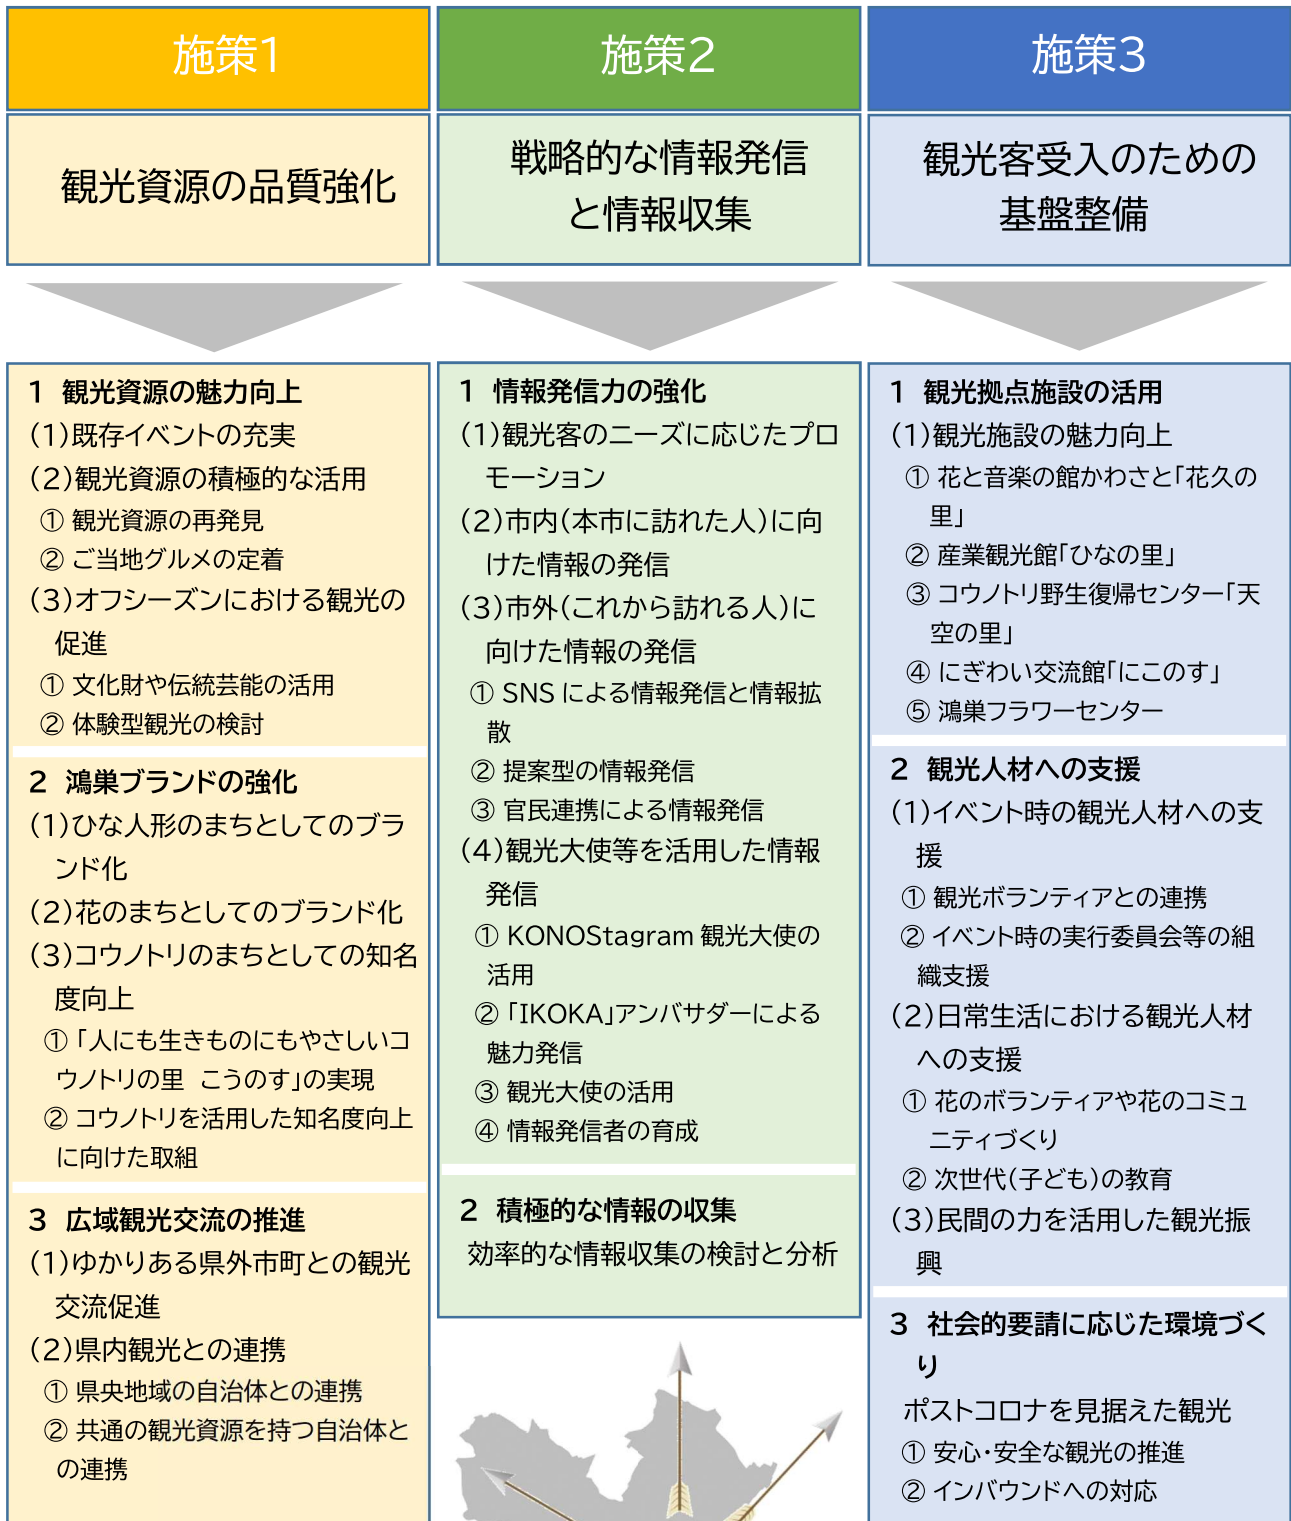 施策1
観光資源の品質強化
1 観光資源の魅力向上
(1)既存イベントの充実
(2)観光資源の積極的な活用
① 観光資源の再発見
② ご当地グルメの定着
(3)オフシーズンにおける観光の
促進
① 文化財や伝統芸能の活用
② 体験型観光の検討
2 鴻巣ブランドの強化
(1)ひな人形のまちとしてのブラ
ンド化
(2)花のまちとしてのブランド化
(3)コウノトリのまちとしての知名
度向上
①「人にも生きものにもやさしいコ
ウノトリの里 こうのす」の実現
② コウノトリを活用した知名度向上
に向けた取組
3 広域観光交流の推進
(1)ゆかりある県外市町との観光
交流促進
(2)県内観光との連携
① 県央地域の自治体との連携
② 共通の観光資源を持つ自治体と
の連携
施策2
戦略的な情報発信
と情報収集
1 情報発信力の強化
(1)観光客のニーズに応じたプロ
モーション
(2)市内(本市に訪れた人)に向
けた情報の発信
(3)市外(これから訪れる人)に
向けた情報の発信
① SNS による情報発信と情報拡
散
② 提案型の情報発信
③ 官民連携による情報発信
(4)観光大使等を活用した情報
発信
① KONOStagram 観光大使の
活用
②「IKOKA」アンバサダーによる
魅力発信
③ 観光大使の活用
④ 情報発信者の育成
2 積極的な情報の収集
効率的な情報収集の検討と分析
施策3
観光客受入のための
基盤整備
1 観光拠点施設の活用
(1)観光施設の魅力向上
① 花と音楽の館かわさと「花久の
里」
② 産業観光館「ひなの里」
③ コウノトリ野生復帰センター「天
空の里」
④ にぎわい交流館「にこのす」
⑤ 鴻巣フラワーセンター
2 観光人材への支援
(1)イベント時の観光人材への支
援
① 観光ボランティアとの連携
② イベント時の実行委員会等の組
織支援
(2)日常生活における観光人材
への支援
① 花のボランティアや花のコミュ
ニティづくり
② 次世代(子ども)の教育
(3)民間の力を活用した観光振
興
3 社会的要請に応じた環境づく
り
ポストコロナを見据えた観光
① 安心・安全な観光の推進
② インバウンドへの対応